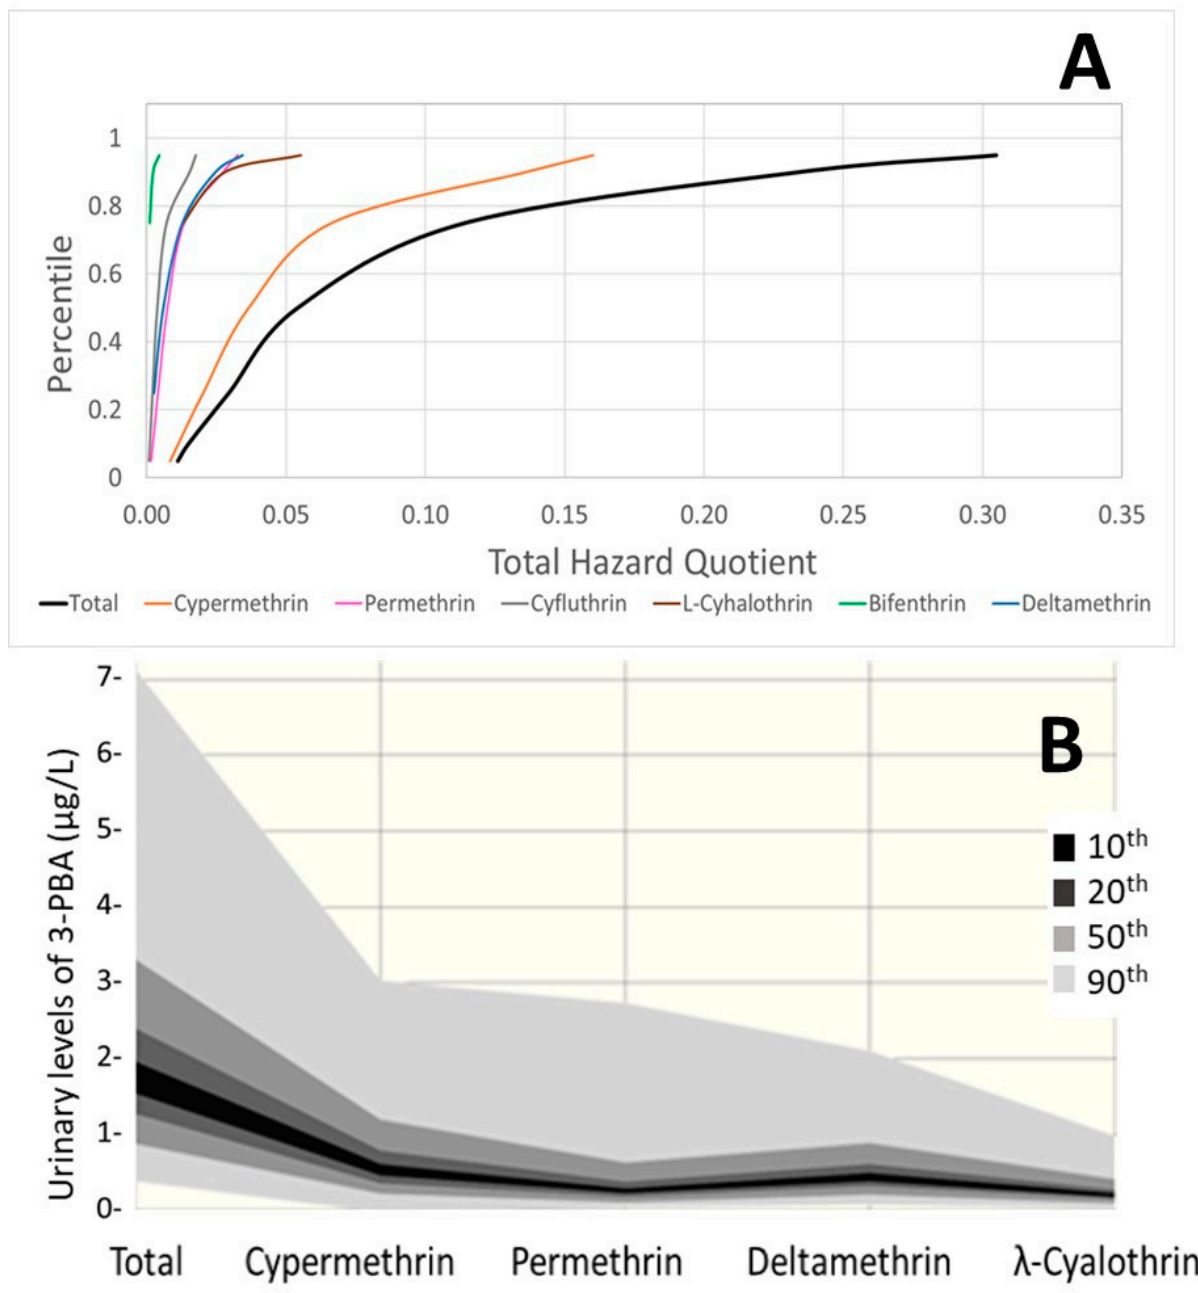 A
1
0.8
0.6
0.4
0.2
0
Percentile
0.00 0.05 0.10 0.15 0.20 0.25 0.30 0.35
Total Hazard Quotient
Total Cypermethrin Permethrin Cyfluthrin L-Cyhalothrin Bifenthrin Deltamethrin
B
7-
6-
5-
4-
3-
2-
1-
0-
Urinary levels of 3-PBA (µg/L)
10th
20th
50th
90th
Total Cypermethrin Permethrin Deltamethrin λ-Cyalothrin